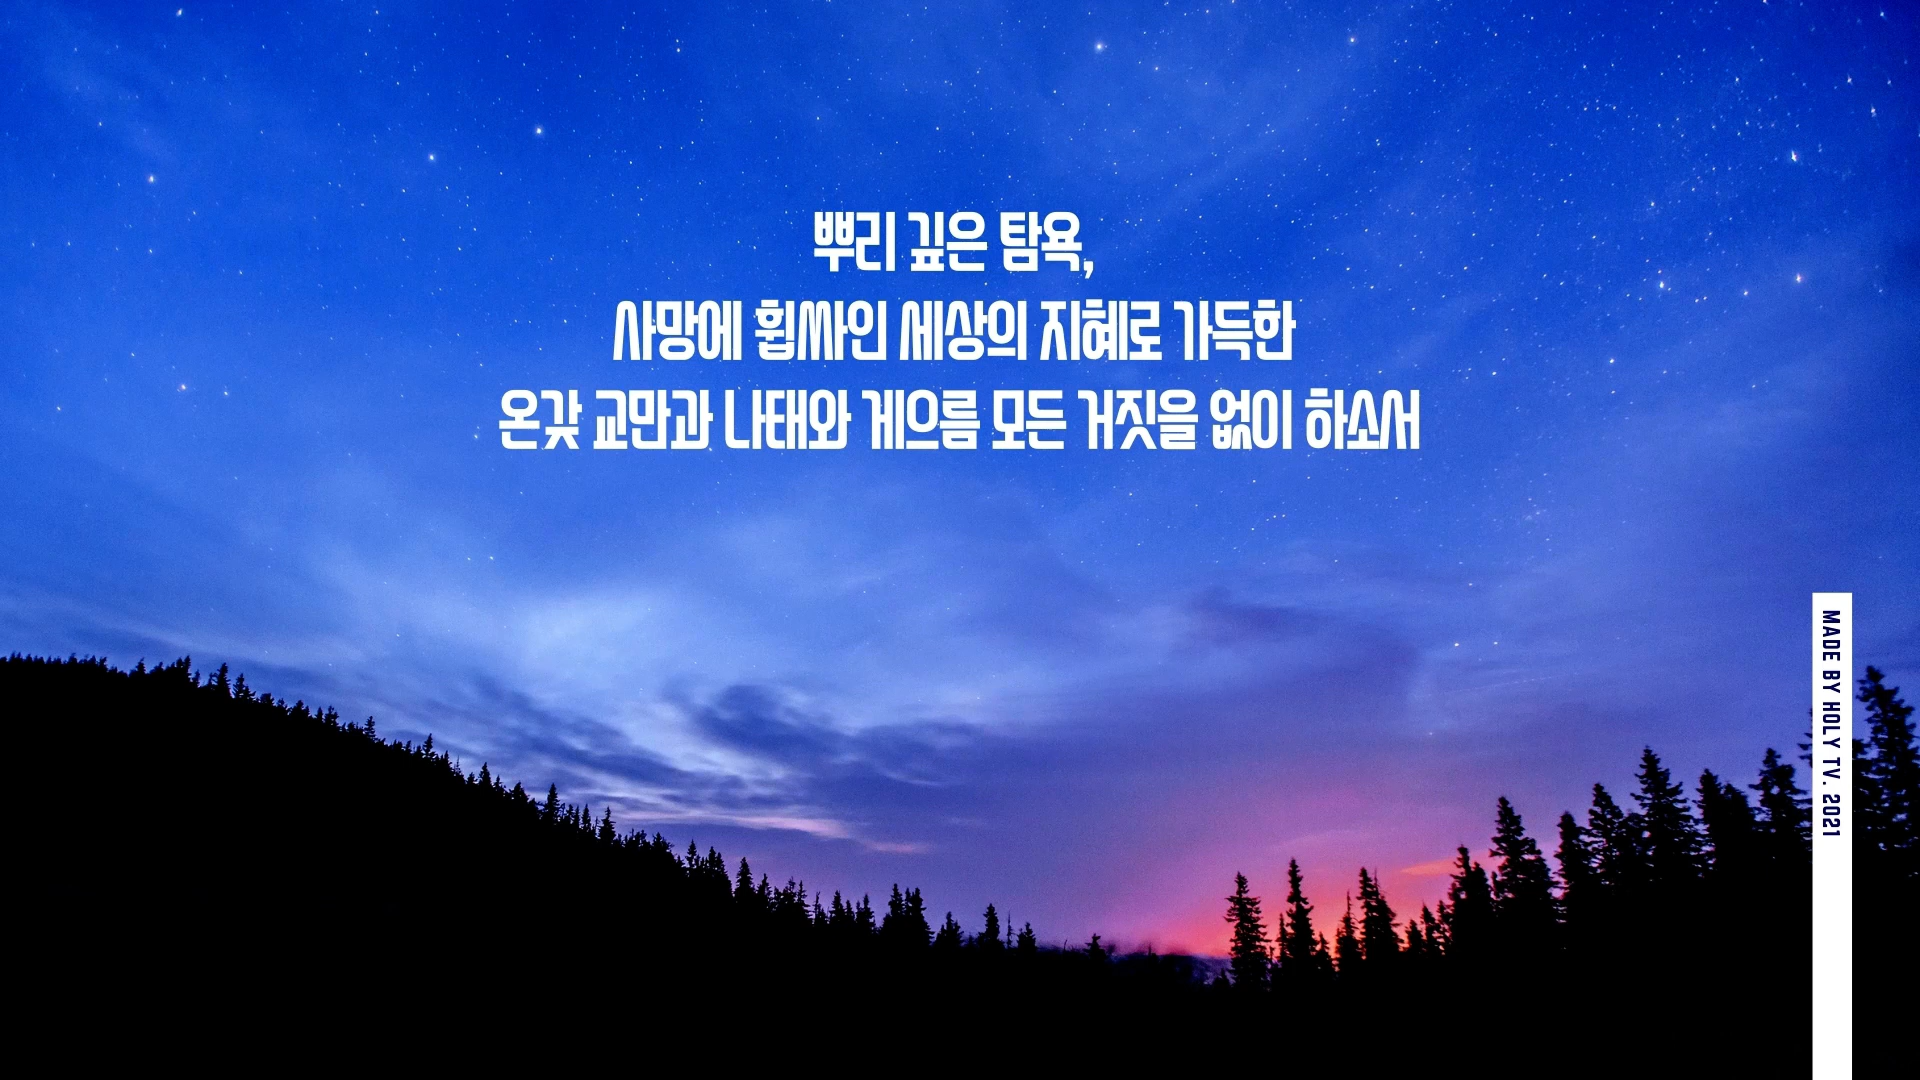 뿌리 깊은 탐욕,
사망에 휩싸인 세상의 지혜로 가득한
온갖 교만과 나태와 게으름 모든 거짓을 없이 하소서
MADE BY HOLY TV. 2021